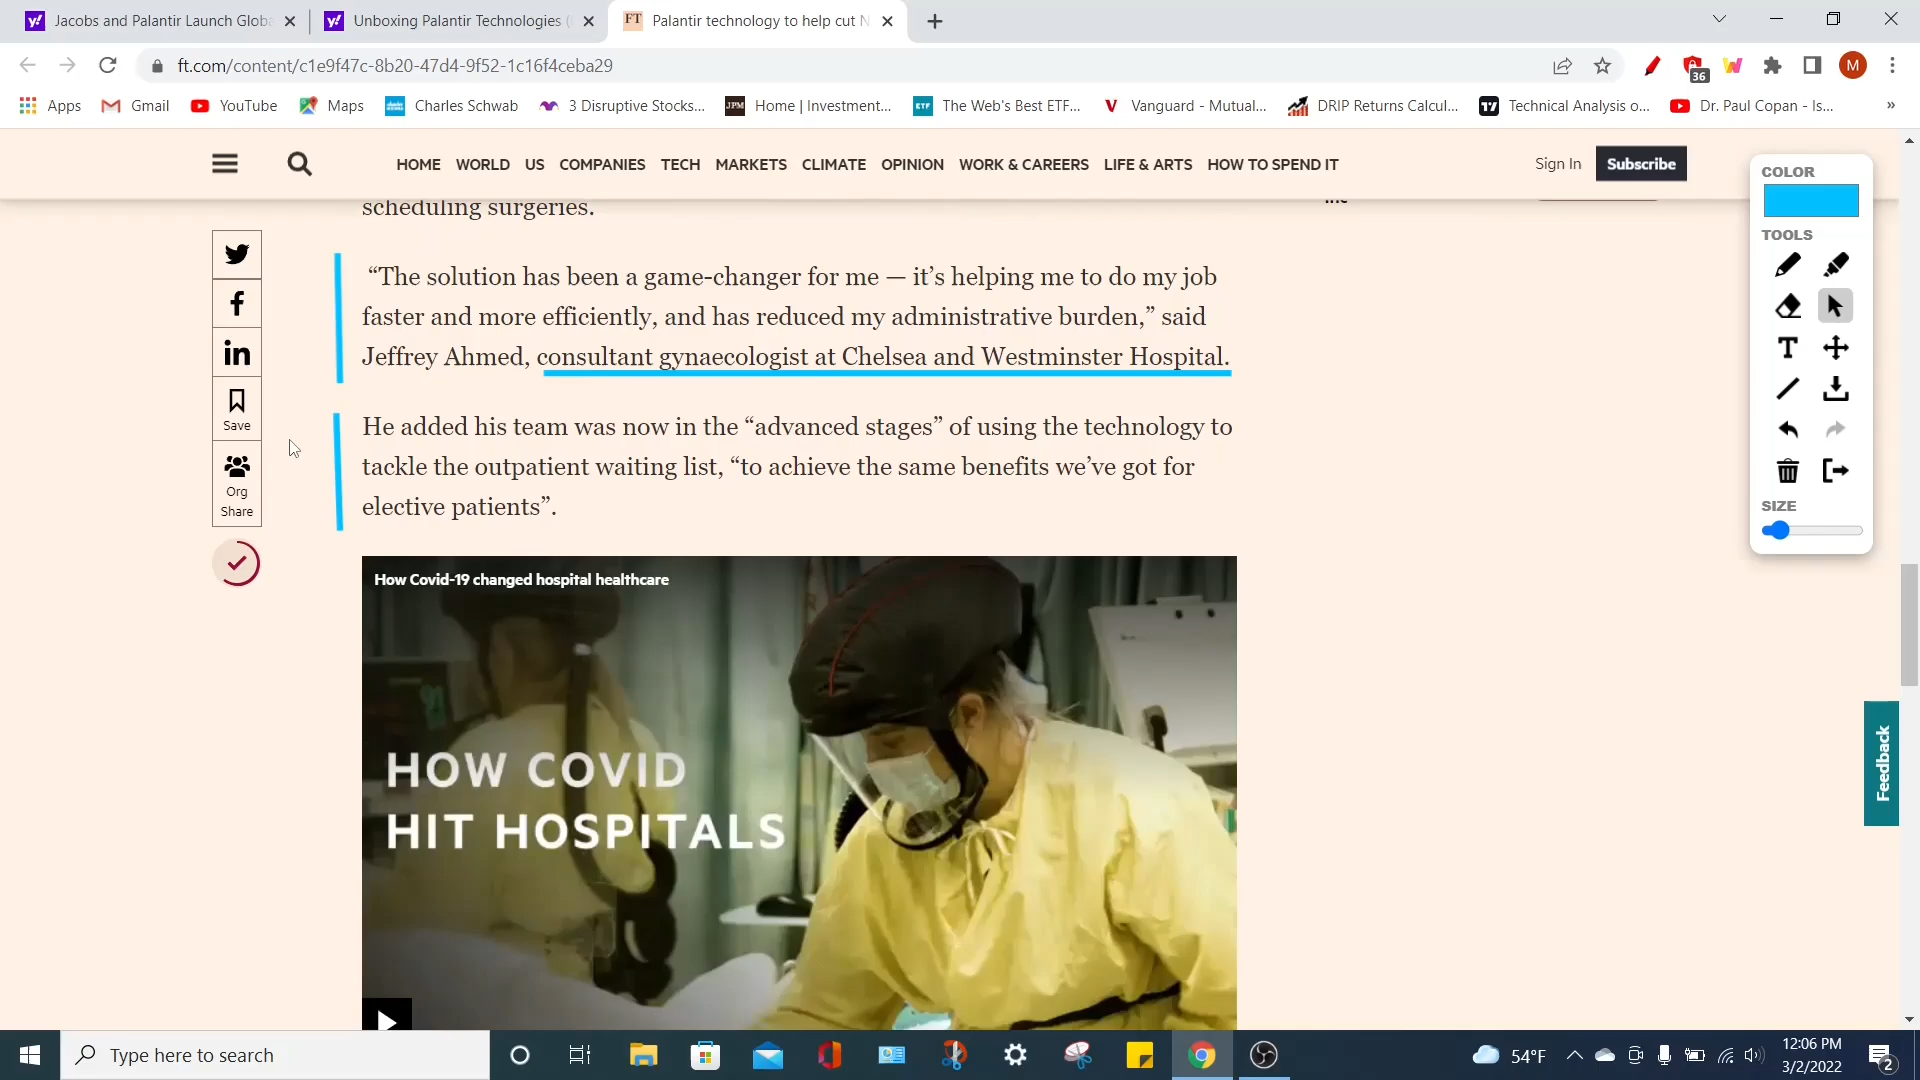 Jacobs and Palantir Launch Globa
Unboxing Palantir Technologies (
FT
Palantir technology to help cut N
ft.com/content/c1e9f47c-8b20-47d4-9f52-1c16f4ceba29
36
M
Apps
Gmail
YouTube
Maps
Charles Schwab
3 Disruptive Stocks...
JPM
Home | Investment...
ETF
The Web's Best ETF...
Vanguard - Mutual...
DRIP Returns Calcul...
Technical Analysis o...
Dr. Paul Copan - Is...
HOME WORLD US COMPANIES TECH MARKETS CLIMATE OPINION WORK & CAREERS LIFE & ARTS HOW TO SPEND IT
Sign In
Subscribe
COLOR
TOOLS
SIZE
scheduling surgeries.
“The solution has been a game-changer for me — it’s helping me to do my job
faster and more efficiently, and has reduced my administrative burden,” said
Jeffrey Ahmed, consultant gynaecologist at Chelsea and Westminster Hospital.
Save
Org
Share
He added his team was now in the “advanced stages” of using the technology to
tackle the outpatient waiting list, “to achieve the same benefits we’ve got for
elective patients”.
How Covid-19 changed hospital healthcare
HOW COVID
HIT HOSPITALS
Feedback
Type here to search
54°F
12:06 PM
3/2/2022
2